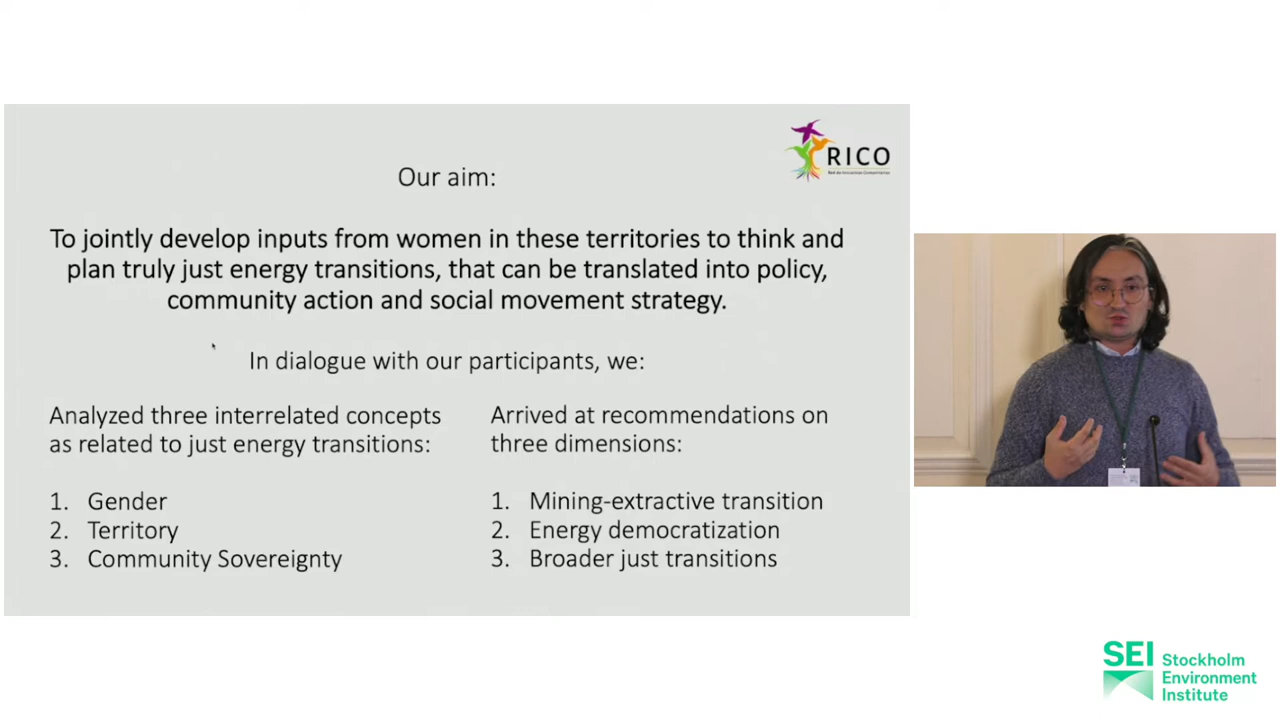 RICO
Red de Iniciativas Comunitarias
Our aim:
To jointly develop inputs from women in these territories to think and
plan truly just energy transitions, that can be translated into policy,
community action and social movement strategy.
In dialogue with our participants, we:
Analyzed three interrelated concepts
as related to just energy transitions:
1. Gender
2. Territory
3. Community Sovereignty
Arrived at recommendations on
three dimensions:
1. Mining-extractive transition
2. Energy democratization
3. Broader just transitions
SEI Stockholm
Environment
Institute